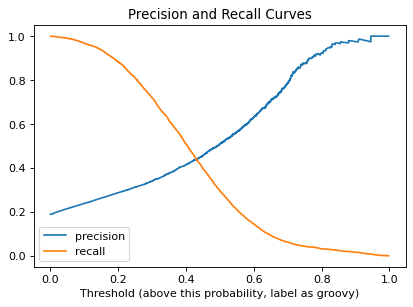 Precision and Recall Curves
1.0
0.8
0.6
0.4
0.2
0.0
precision
recall
0.0 0.2 0.4 0.6 0.8 1.0
Threshold (above this probability, label as groovy)